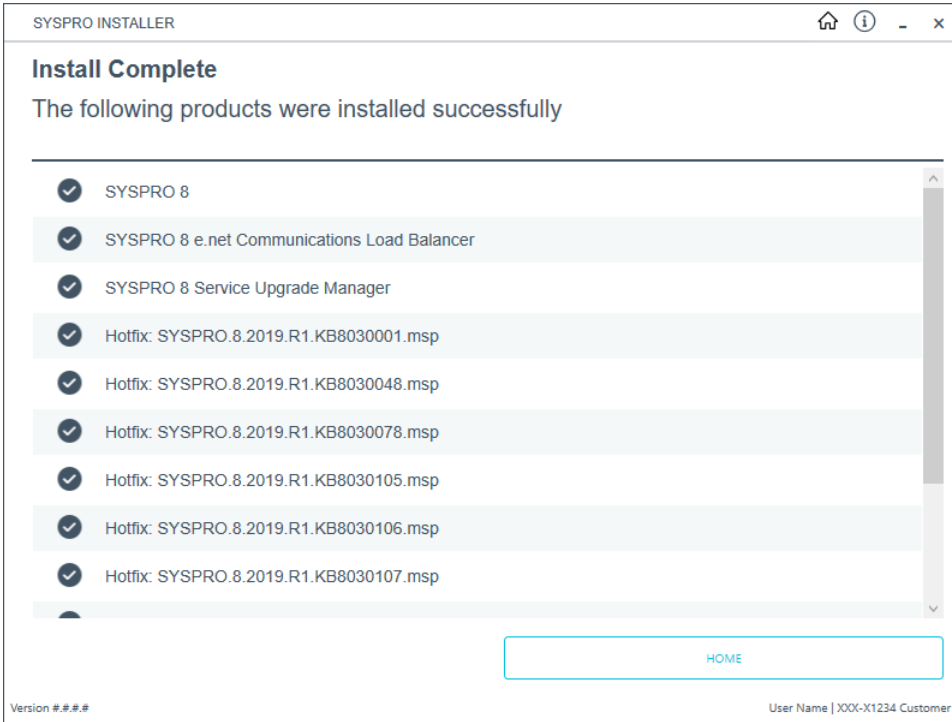 SYSPRO INSTALLER
Install Complete
The following products were installed successfully
SYSPRO 8
SYSPRO 8 e.net Communications Load Balancer
SYSPRO 8 Service Upgrade Manager
Hotfix: SYSPRO.8.2019.R1.KB8030001.msp
Hotfix: SYSPRO.8.2019.R1.KB8030048.msp
Hotfix: SYSPRO.8.2019.R1.KB8030078.msp
Hotfix: SYSPRO.8.2019.R1.KB8030105.msp
Hotfix: SYSPRO.8.2019.R1.KB8030106.msp
Hotfix: SYSPRO.8.2019.R1.KB8030107.msp
HOME
Version #.#.#.# User Name | XXX-X1234 Customer